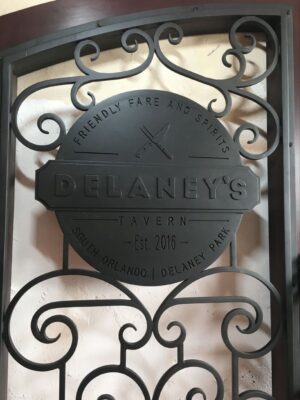 FRIENDLY FARE AND SPIRITS
DELANEY'S
TAVERN
Est. 2016
SOUTH ORLANDO | DELANEY PARK